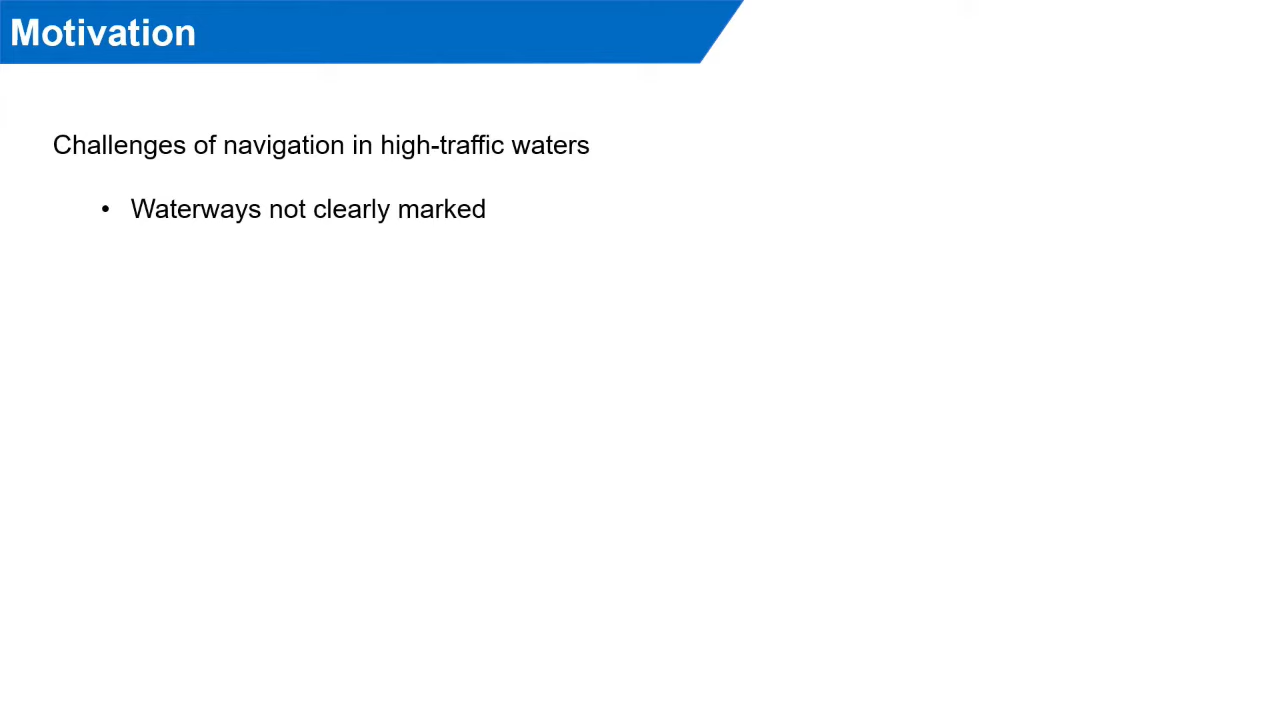 Motivation
Challenges of navigation in high-traffic waters
• Waterways not clearly marked